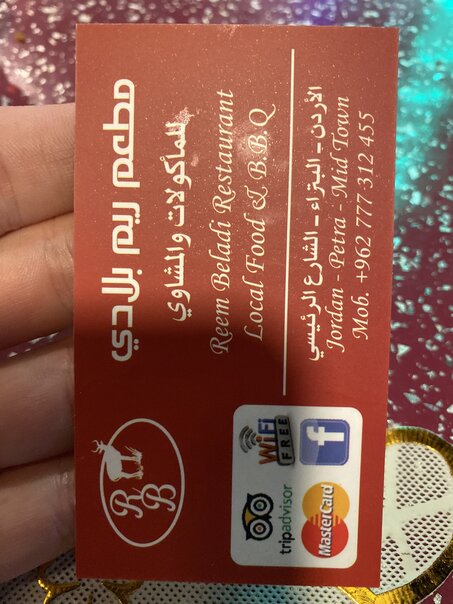 مطعم ريم بلادي
للمأكولات والمشاوي
Reem Beladi Restaurant
Local Food & B.B.Q
الأردن - البتراء - الشارع الرئيسي
Jordan - Petra - Mid Town
Mob. +962 777 312 455
R
B
WiFi
FREE
f
tripadvisor
MasterCard